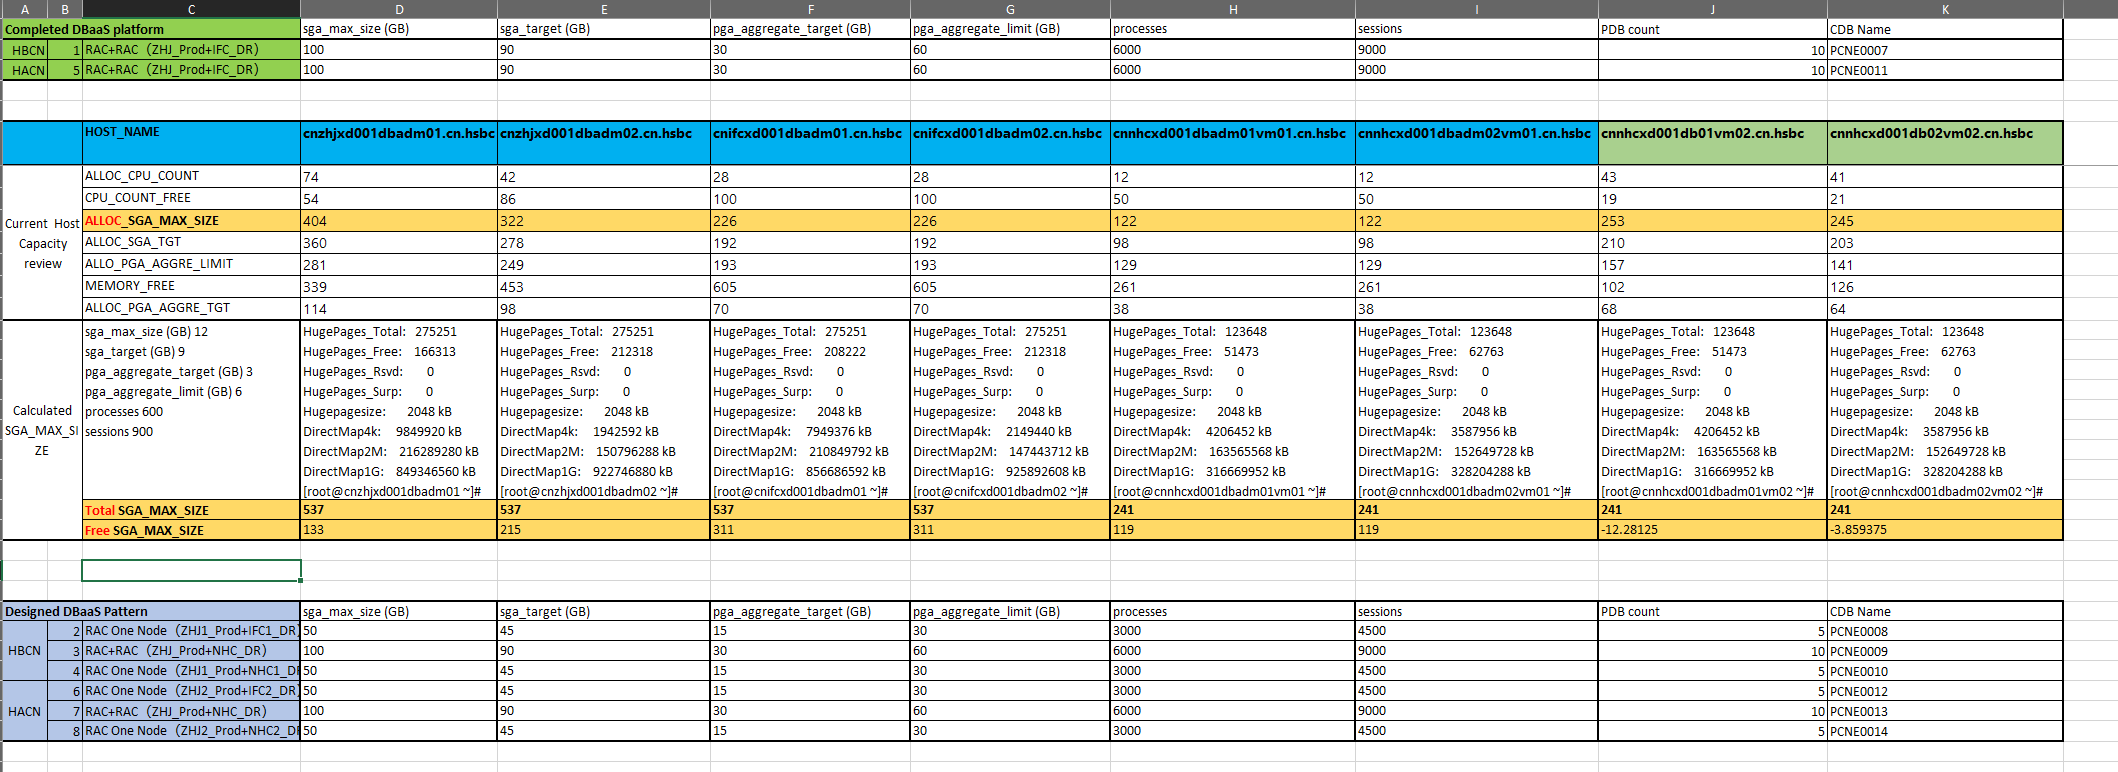 A B C D E F G H I J K
Completed DBaaS platform sga_max_size (GB) sga_target (GB) pga_aggregate_target (GB) pga_aggregate_limit (GB) processes sessions PDB count CDB Name
HBCN 1 RAC+RAC（ZHJ_Prod+IFC_DR） 100 90 30 60 6000 9000 10 PCNE0007
HACN 5 RAC+RAC（ZHJ_Prod+IFC_DR） 100 90 30 60 6000 9000 10 PCNE0011
HOST_NAME cnzhjxd001dbadm01.cn.hsbc cnzhjxd001dbadm02.cn.hsbc cnifcxd001dbadm01.cn.hsbc cnifcxd001dbadm02.cn.hsbc cnnhcxd001dbadm01vm01.cn.hsbc cnnhcxd001dbadm02vm01.cn.hsbc cnnhcxd001db01vm02.cn.hsbc cnnhcxd001db02vm02.cn.hsbc
Current Host Capacity review
ALLOC_CPU_COUNT 74 42 28 28 12 12 43 41
CPU_COUNT_FREE 54 86 100 100 50 50 19 21
ALLOC_SGA_MAX_SIZE 404 322 226 226 122 122 253 245
ALLOC_SGA_TGT 360 278 192 192 98 98 210 203
ALLO_PGA_AGGRE_LIMIT 281 249 193 193 129 129 157 141
MEMORY_FREE 339 453 605 605 261 261 102 126
ALLOC_PGA_AGGRE_TGT 114 98 70 70 38 38 68 64
Calculated SGA_MAX_SIZE
sga_max_size (GB) 12 HugePages_Total: 275251 HugePages_Total: 275251 HugePages_Total: 275251 HugePages_Total: 275251 HugePages_Total: 123648 HugePages_Total: 123648 HugePages_Total: 123648 HugePages_Total: 123648
sga_target (GB) 9 HugePages_Free: 166313 HugePages_Free: 212318 HugePages_Free: 208222 HugePages_Free: 212318 HugePages_Free: 51473 HugePages_Free: 62763 HugePages_Free: 51473 HugePages_Free: 62763
pga_aggregate_target (GB) 3 HugePages_Rsvd: 0 HugePages_Rsvd: 0 HugePages_Rsvd: 0 HugePages_Rsvd: 0 HugePages_Rsvd: 0 HugePages_Rsvd: 0 HugePages_Rsvd: 0 HugePages_Rsvd: 0
pga_aggregate_limit (GB) 6 HugePages_Surp: 0 HugePages_Surp: 0 HugePages_Surp: 0 HugePages_Surp: 0 HugePages_Surp: 0 HugePages_Surp: 0 HugePages_Surp: 0 HugePages_Surp: 0
processes 600 Hugepagesize: 2048 kB Hugepagesize: 2048 kB Hugepagesize: 2048 kB Hugepagesize: 2048 kB Hugepagesize: 2048 kB Hugepagesize: 2048 kB Hugepagesize: 2048 kB Hugepagesize: 2048 kB
sessions 900 DirectMap4k: 9849920 kB DirectMap4k: 1942592 kB DirectMap4k: 7949376 kB DirectMap4k: 2149440 kB DirectMap4k: 4206452 kB DirectMap4k: 3587956 kB DirectMap4k: 4206452 kB DirectMap4k: 3587956 kB
DirectMap2M: 216289280 kB DirectMap2M: 150796288 kB DirectMap2M: 210849792 kB DirectMap2M: 147443712 kB DirectMap2M: 163565568 kB DirectMap2M: 152649728 kB DirectMap2M: 163565568 kB DirectMap2M: 152649728 kB
DirectMap1G: 849346560 kB DirectMap1G: 922746880 kB DirectMap1G: 856686592 kB DirectMap1G: 925892608 kB DirectMap1G: 316669952 kB DirectMap1G: 328204288 kB DirectMap1G: 316669952 kB DirectMap1G: 328204288 kB
[root@cnzhjxd001dbadm01 ~]# [root@cnzhjxd001dbadm02 ~]# [root@cnifcxd001dbadm01 ~]# [root@cnifcxd001dbadm02 ~]# [root@cnnhcxd001dbadm01vm01 ~]# [root@cnnhcxd001dbadm02vm01 ~]# [root@cnnhcxd001dbadm01vm02 ~]# [root@cnnhcxd001dbadm02vm02 ~]#
Total SGA_MAX_SIZE 537 537 537 537 241 241 241 241
Free SGA_MAX_SIZE 133 215 311 311 119 119 -12.28125 -3.859375
Designed DBaaS Pattern sga_max_size (GB) sga_target (GB) pga_aggregate_target (GB) pga_aggregate_limit (GB) processes sessions PDB count CDB Name
HBCN
2 RAC One Node（ZHJ1_Prod+IFC1_DR） 50 45 15 30 3000 4500 5 PCNE0008
3 RAC+RAC（ZHJ_Prod+NHC_DR） 100 90 30 60 6000 9000 10 PCNE0009
4 RAC One Node（ZHJ1_Prod+NHC1_DR 50 45 15 30 3000 4500 5 PCNE0010
HACN
6 RAC One Node（ZHJ2_Prod+IFC2_DR） 50 45 15 30 3000 4500 5 PCNE0012
7 RAC+RAC（ZHJ_Prod+NHC_DR） 100 90 30 60 6000 9000 10 PCNE0013
8 RAC One Node（ZHJ2_Prod+NHC2_DR 50 45 15 30 3000 4500 5 PCNE0014